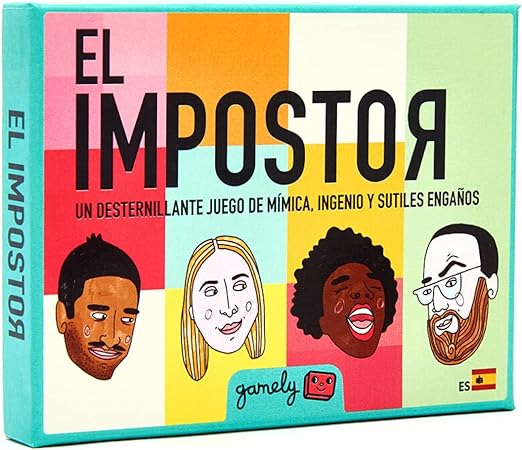 EL
IMPOSTOR
UN DESTERNILLANTE JUEGO DE MÍMICA, INGENIO Y SUTILES ENGAÑOS
EL IMPOSTOR
gamely
ES